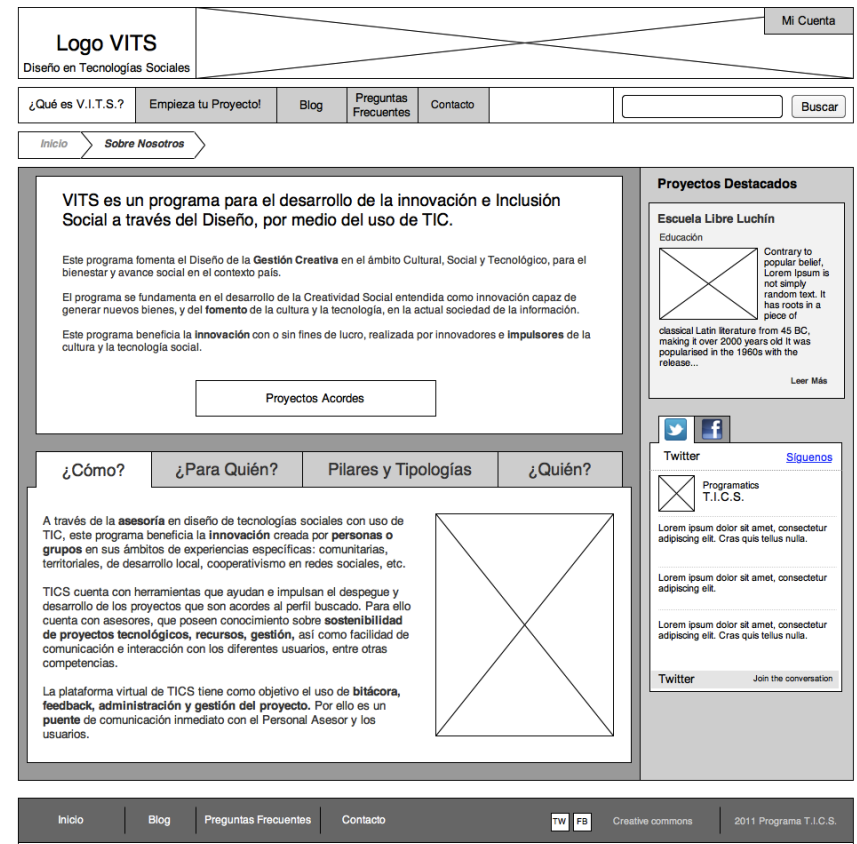 Mi Cuenta
Logo VITS
Diseño en Tecnologías Sociales
¿Qué es V.I.T.S.?
Empieza tu Proyecto!
Blog
Preguntas
Frecuentes
Contacto
Buscar
Inicio
Sobre Nosotros
VITS es un programa para el desarrollo de la innovación e Inclusión
Social a través del Diseño, por medio del uso de TIC.
Este programa fomenta el Diseño de la Gestión Creativa en el ámbito Cultural, Social y Tecnológico, para el
bienestar y avance social en el contexto país.
El programa se fundamenta en el desarrollo de la Creatividad Social entendida como innovación capaz de
generar nuevos bienes, y del fomento de la cultura y la tecnología, en la actual sociedad de la información.
Este programa beneficia la innovación con o sin fines de lucro, realizada por innovadores e impulsores de la
cultura y la tecnología social.
Proyectos Acordes
¿Cómo?
¿Para Quién?
Pilares y Tipologías
¿Quién?
A través de la asesoría en diseño de tecnologías sociales con uso de
TIC, este programa beneficia la innovación creada por personas o
grupos en sus ámbitos de experiencias específicas: comunitarias,
territoriales, de desarrollo local, cooperativismo en redes sociales, etc.
TICS cuenta con herramientas que ayudan e impulsan el despegue y
desarrollo de los proyectos que son acordes al perfil buscado. Para ello
cuenta con asesores, que poseen conocimiento sobre sostenibilidad
de proyectos tecnológicos, recursos, gestión, así como facilidad de
comunicación e interacción con los diferentes usuarios, entre otras
competencias.
La plataforma virtual de TICS tiene como objetivo el uso de bitácora,
feedback, administración y gestión del proyecto. Por ello es un
puente de comunicación inmediato con el Personal Asesor y los
usuarios.
Proyectos Destacados
Escuela Libre Luchín
Educación
Contrary to
popular belief,
Lorem Ipsum is
not simply
random text. It
has roots in a
piece of
classical Latin literature from 45 BC,
making it over 2000 years old It was
popularised in the 1960s with the
release...
Leer Más
Twitter
Síguenos
Programatics
T.I.C.S.
Lorem ipsum dolor sit amet, consectetur
adipiscing elit. Cras quis tellus nulla.
Lorem ipsum dolor sit amet, consectetur
adipiscing elit.
Lorem ipsum dolor sit amet, consectetur
adipiscing elit. Cras quis tellus nulla.
Twitter
Join the conversation
Inicio
Blog
Preguntas Frecuentes
Contacto
TW
FB
Creative commons
2011 Programa T.I.C.S.